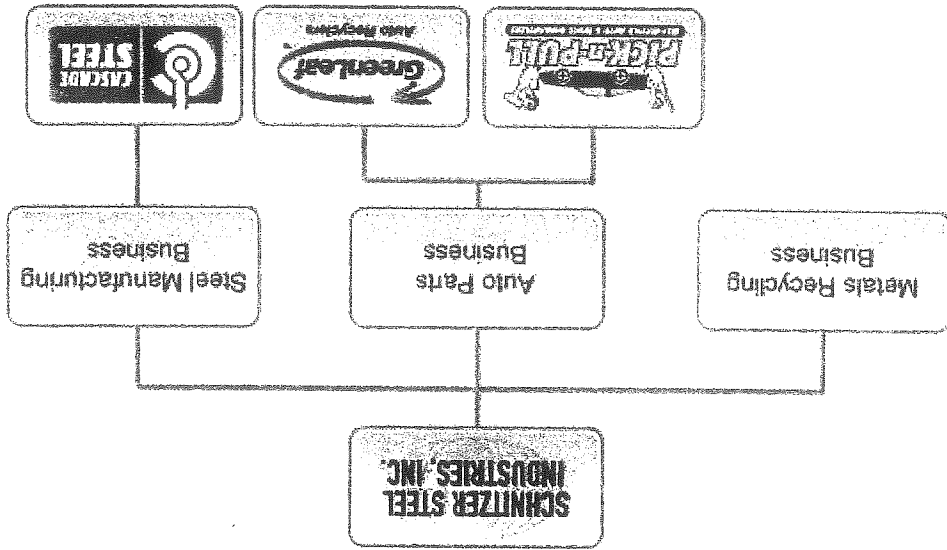 SCHNITZER STEEL
INDUSTRIES, INC.
Metals Recycling
Business
Auto Parts
Business
Steel Manufacturing
Business
PICK-n-PULL
GreenLeaf
Auto Recyclers
CASCADE
STEEL